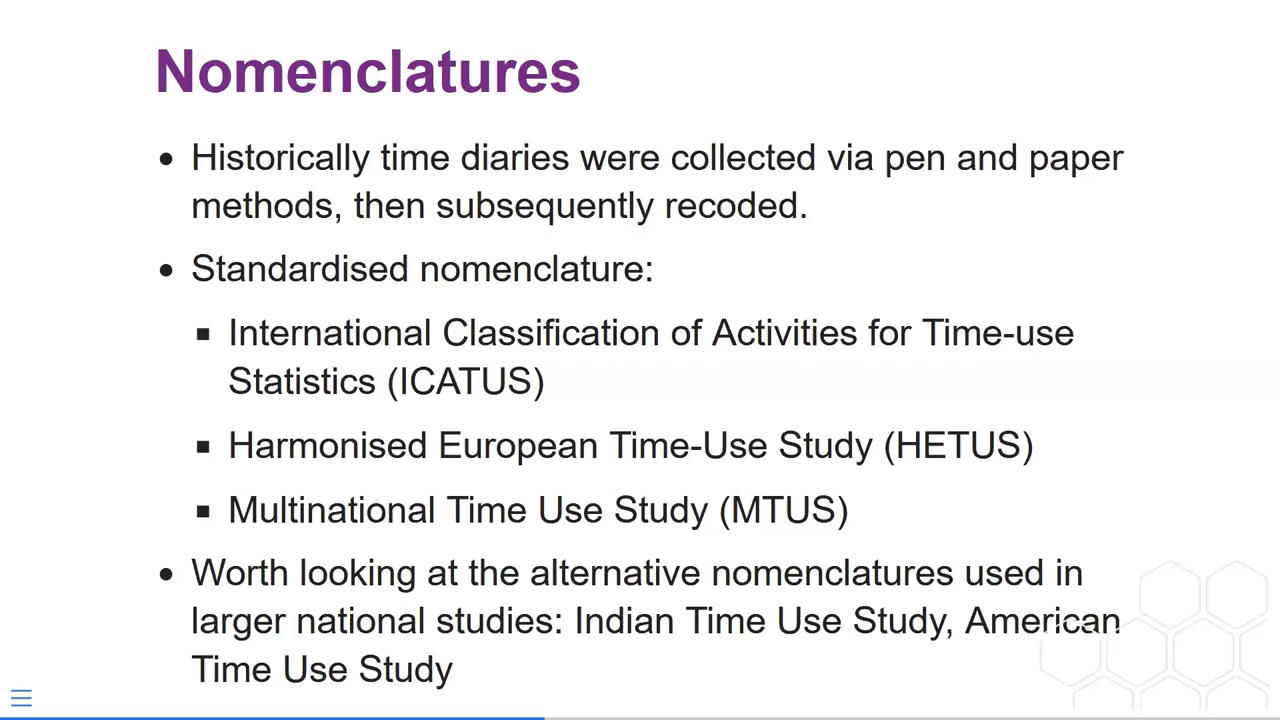 Nomenclatures
• Historically time diaries were collected via pen and paper
methods, then subsequently recoded.
• Standardised nomenclature:
▪ International Classification of Activities for Time-use
Statistics (ICATUS)
▪ Harmonised European Time-Use Study (HETUS)
▪ Multinational Time Use Study (MTUS)
• Worth looking at the alternative nomenclatures used in
larger national studies: Indian Time Use Study, American
Time Use Study